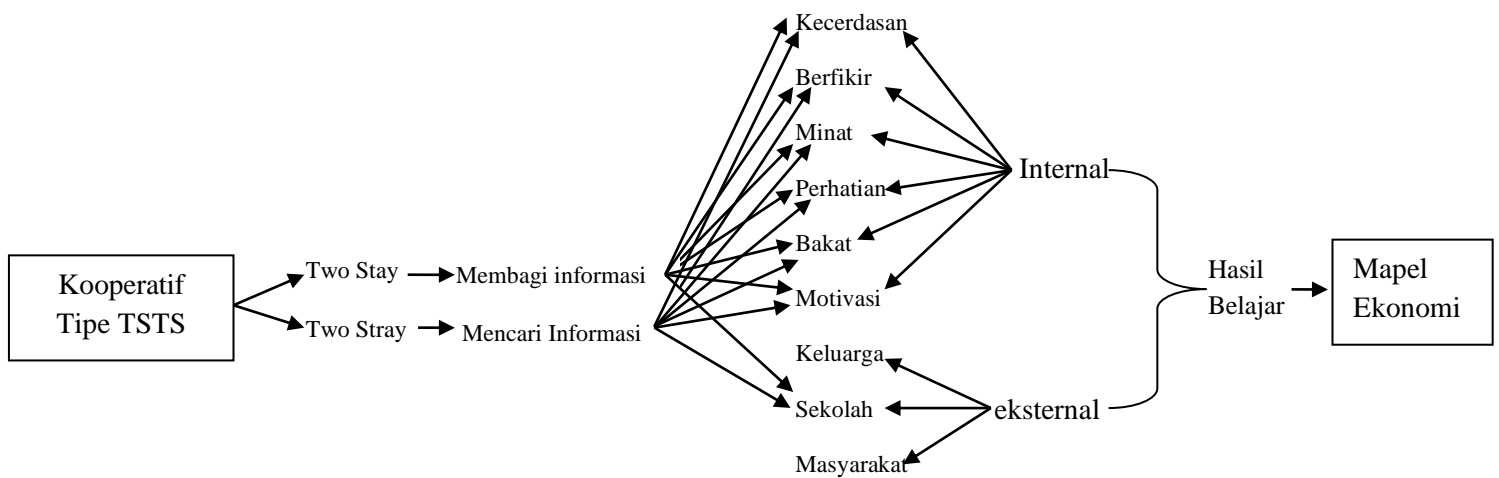 Kooperatif
Tipe TSTS
Two Stay
Two Stray
Membagi informasi
Mencari Informasi
Kecerdasan
Berfikir
Minat
Perhatian
Bakat
Motivasi
Keluarga
Sekolah
Masyarakat
Internal
eksternal
Hasil
Belajar
Mapel
Ekonomi